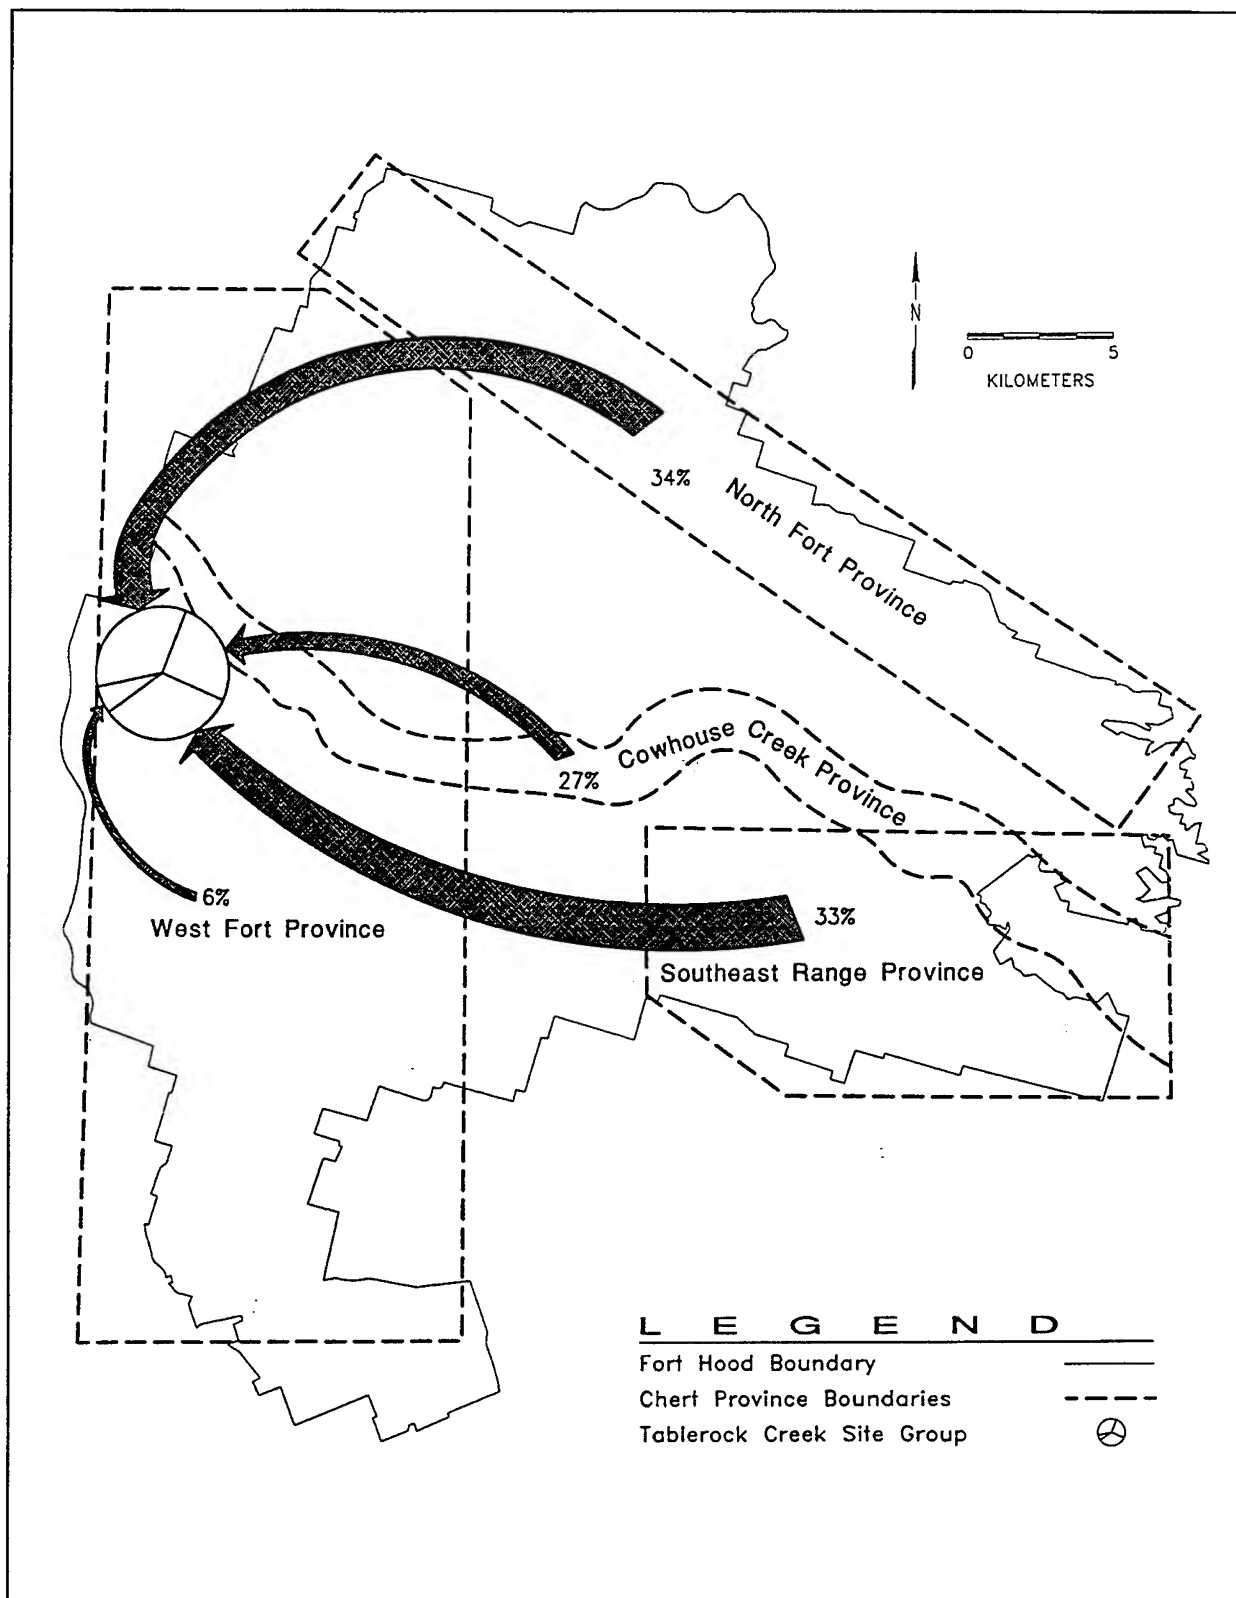 N
0 5
KILOMETERS
34%
North Fort Province
Cowhouse Creek Province
27%
6%
West Fort Province
33%
Southeast Range Province
LEGEND
Fort Hood Boundary
Chert Province Boundaries
Tablerock Creek Site Group